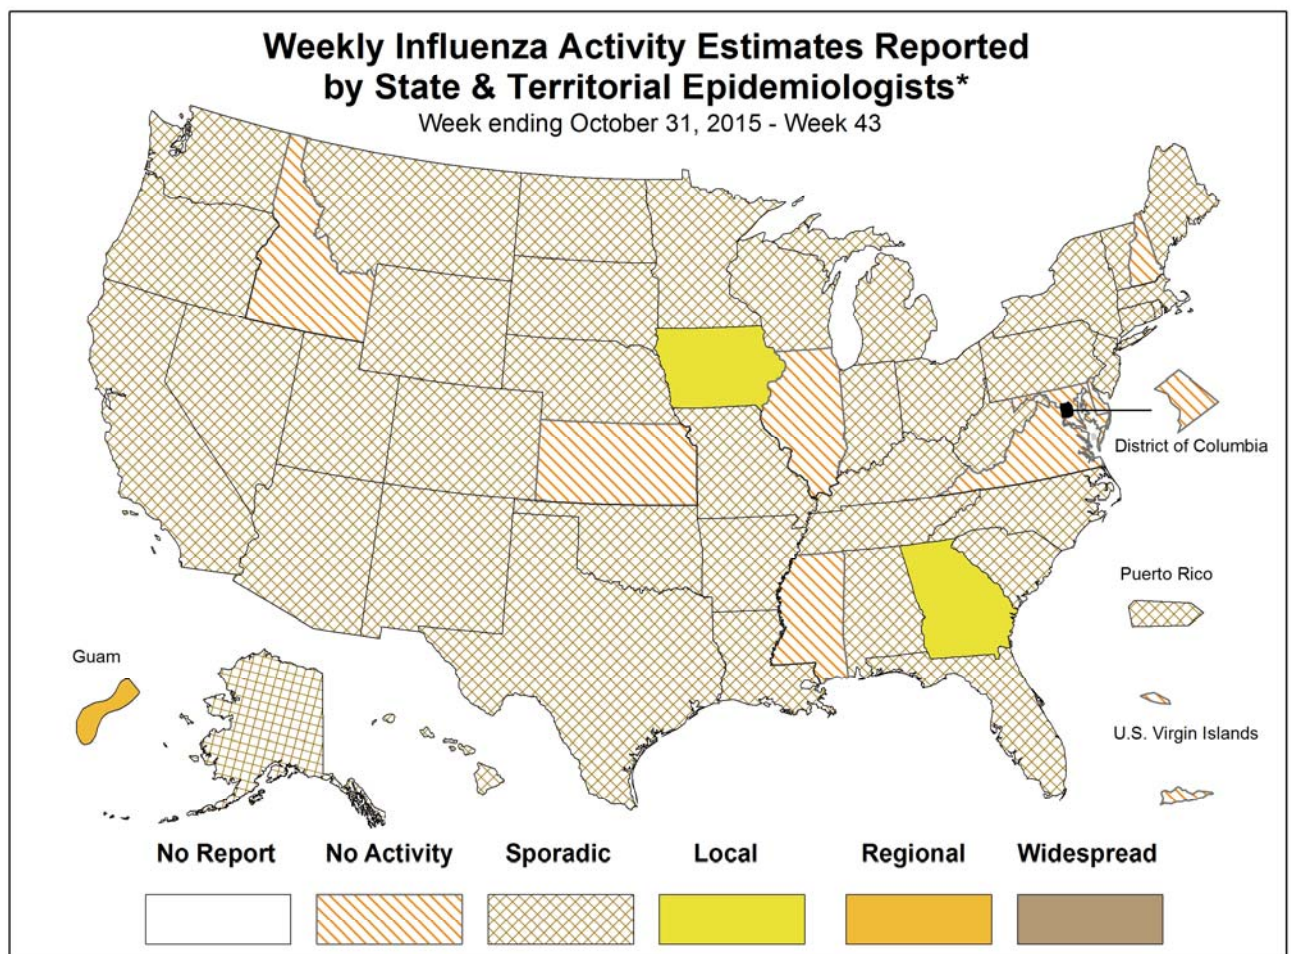 Weekly Influenza Activity Estimates Reported
by State & Territorial Epidemiologists*
Week ending October 31, 2015 - Week 43
District of Columbia
Puerto Rico
Guam
U.S. Virgin Islands
No Report No Activity Sporadic Local Regional Widespread